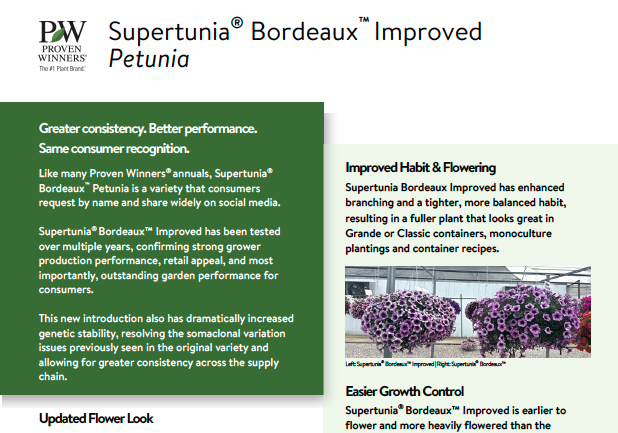 PW
PROVEN
WINNERS®
The #1 Plant Brand.®
Supertunia® Bordeaux™ Improved
Petunia
Greater consistency. Better performance.
Same consumer recognition.
Like many Proven Winners® annuals, Supertunia®
Bordeaux™ Petunia is a variety that consumers
request by name and share widely on social media.
Supertunia® Bordeaux™ Improved has been tested
over multiple years, confirming strong grower
production performance, retail appeal, and most
importantly, outstanding garden performance for
consumers.
This new introduction also has dramatically increased
genetic stability, resolving the somaclonal variation
issues previously seen in the original variety and
allowing for greater consistency across the supply
chain.
Updated Flower Look
Improved Habit & Flowering
Supertunia Bordeaux Improved has enhanced
branching and a tighter, more balanced habit,
resulting in a fuller plant that looks great in
Grande or Classic containers, monoculture
plantings and container recipes.
Left: Supertunia® Bordeaux™ Improved | Right: Supertunia® Bordeaux™
Easier Growth Control
Supertunia® Bordeaux™ Improved is earlier to
flower and more heavily flowered than the